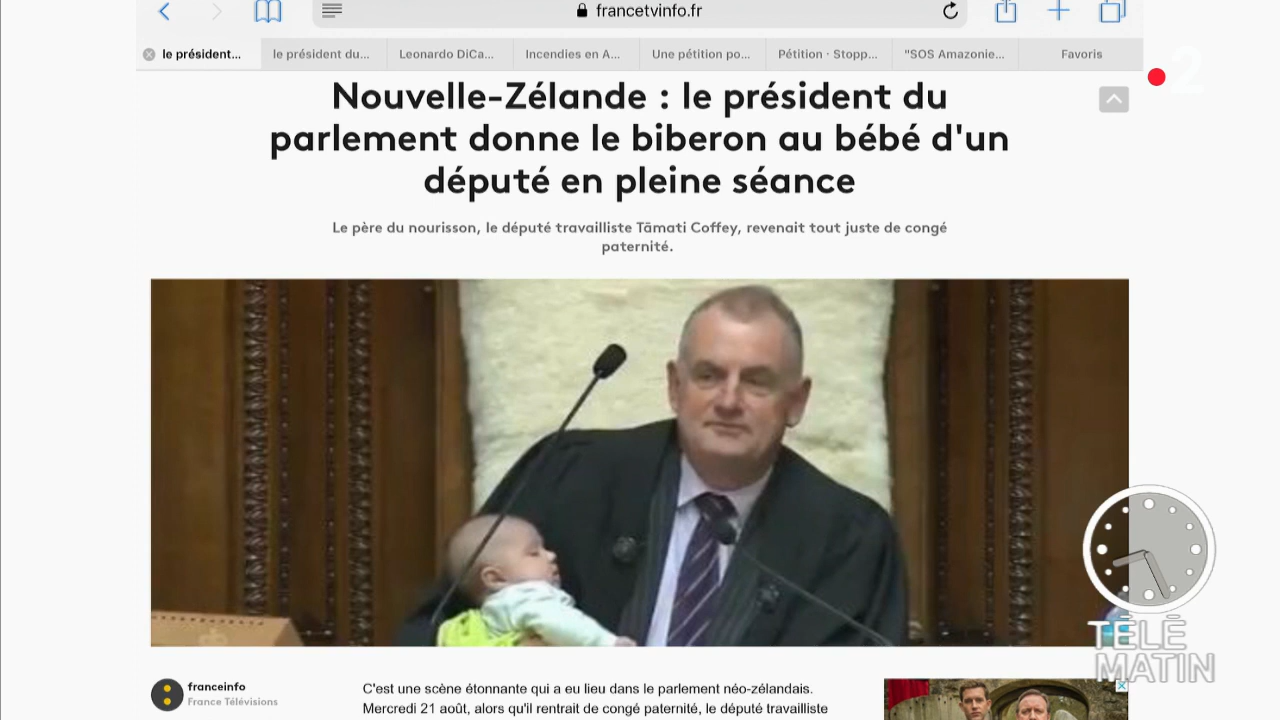 francetvinfo.fr
le président...
le président du...
Leonardo DiCa...
Incendies en A...
Une pétition po...
Pétition · Stopp...
"SOS Amazonie...
Favoris
2
Nouvelle-Zélande : le président du
parlement donne le biberon au bébé d'un
député en pleine séance
Le père du nourisson, le député travailliste Tāmati Coffey, revenait tout juste de congé
paternité.
TÉLÉ
MATIN
franceinfo
France Télévisions
C'est une scène étonnante qui a eu lieu dans le parlement néo-zélandais.
Mercredi 21 août, alors qu'il rentrait de congé paternité, le député travailliste